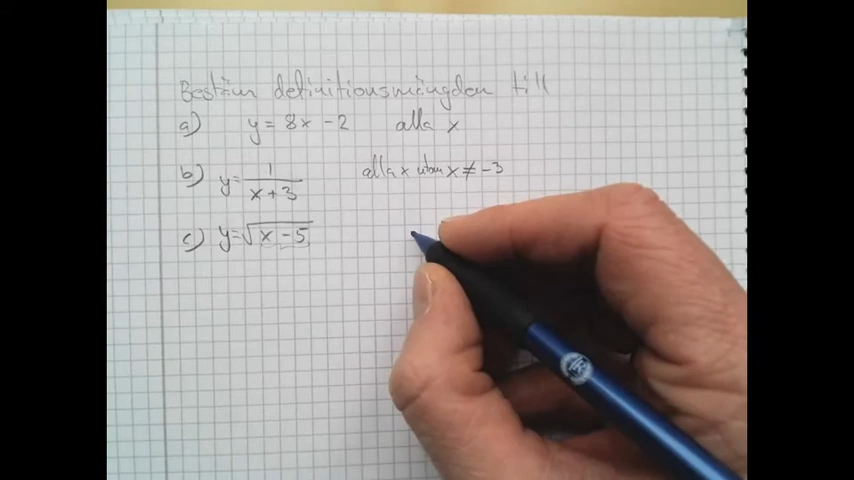 Bestäm definitionsmängden till
a) y = 8x - 2 alla x
b) y = 1/(x + 3) alla x utom x ≠ -3
c) y = √(x - 5)